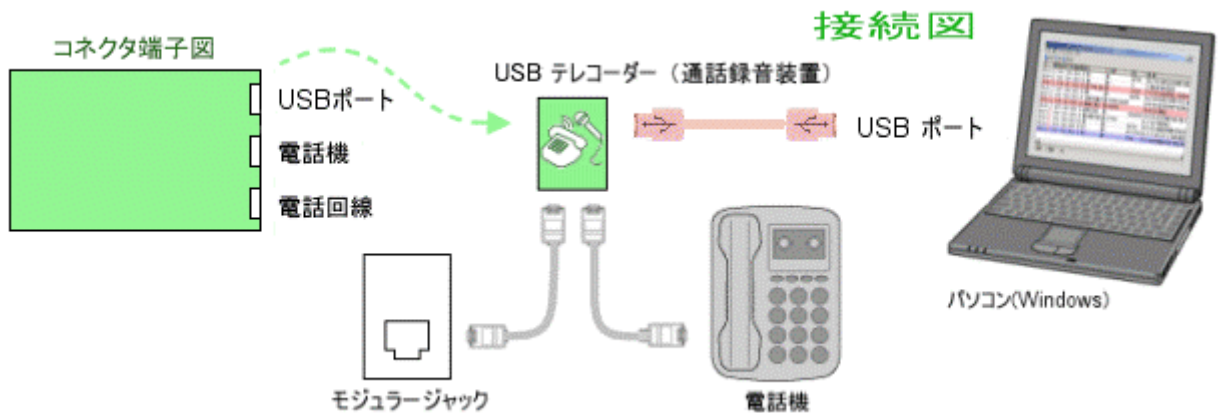 接続図
コネクタ端子図
USB テレコーダー（通話録音装置）
USBポート
電話機
電話回線
USB ポート
パソコン(Windows)
モジュラージャック
電話機